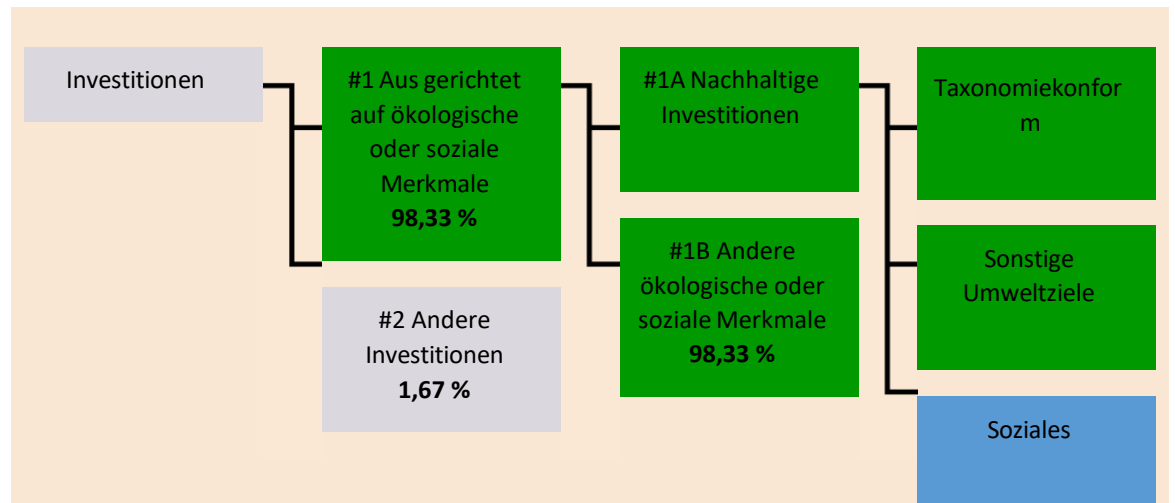 Investitionen
#1 Aus gerichtet
auf ökologische
oder soziale
Merkmale
98,33 %
#2 Andere
Investitionen
1,67 %
#1A Nachhaltige
Investitionen
#1B Andere
ökologische oder
soziale Merkmale
98,33 %
Taxonomiekonfor
m
Sonstige
Umweltziele
Soziales